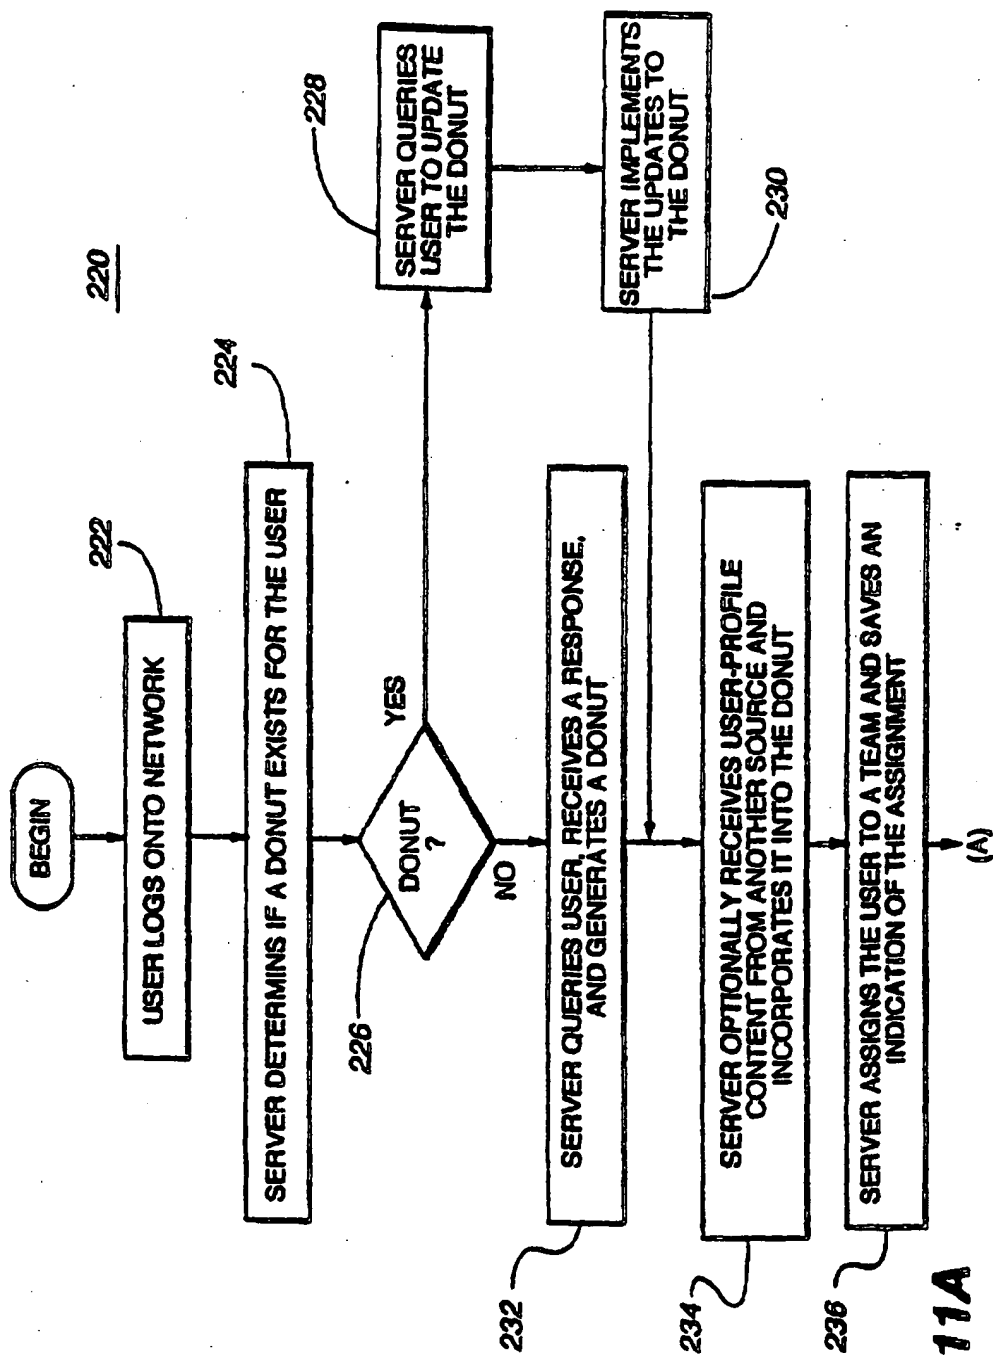 220
BEGIN
222
USER LOGS ONTO NETWORK
224
SERVER DETERMINS IF A DONUT EXISTS FOR THE USER
226
DONUT
?
YES
NO
228
SERVER QUERIES
USER TO UPDATE
THE DONUT
SERVER IMPLEMENTS
THE UPDATES TO
THE DONUT
230
232
SERVER QUERIES USER, RECEIVES A RESPONSE,
AND GENERATES A DONUT
234
SERVER OPTIONALLY RECEIVES USER-PROFILE
CONTENT FROM ANOTHER SOURCE AND
INCORPORATES IT INTO THE DONUT
236
SERVER ASSIGNS THE USER TO A TEAM AND SAVES AN
INDICATION OF THE ASSIGNMENT
(A)
11A